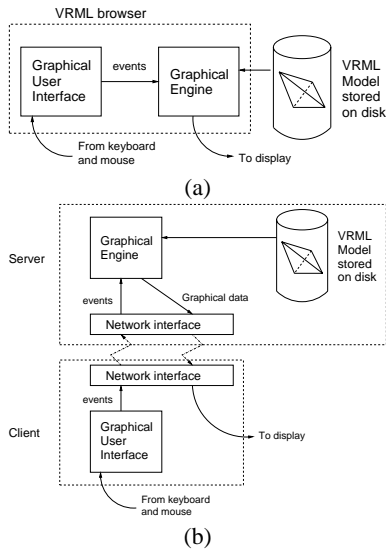 VRML browser
Graphical
User
Interface
events
Graphical
Engine
VRML
Model
stored
on disk
From keyboard
and mouse
To display
(a)
Server
Graphical
Engine
VRML
Model
stored
on disk
events
Graphical data
Network interface
Network interface
events
Client
Graphical
User
Interface
To display
From keyboard
and mouse
(b)